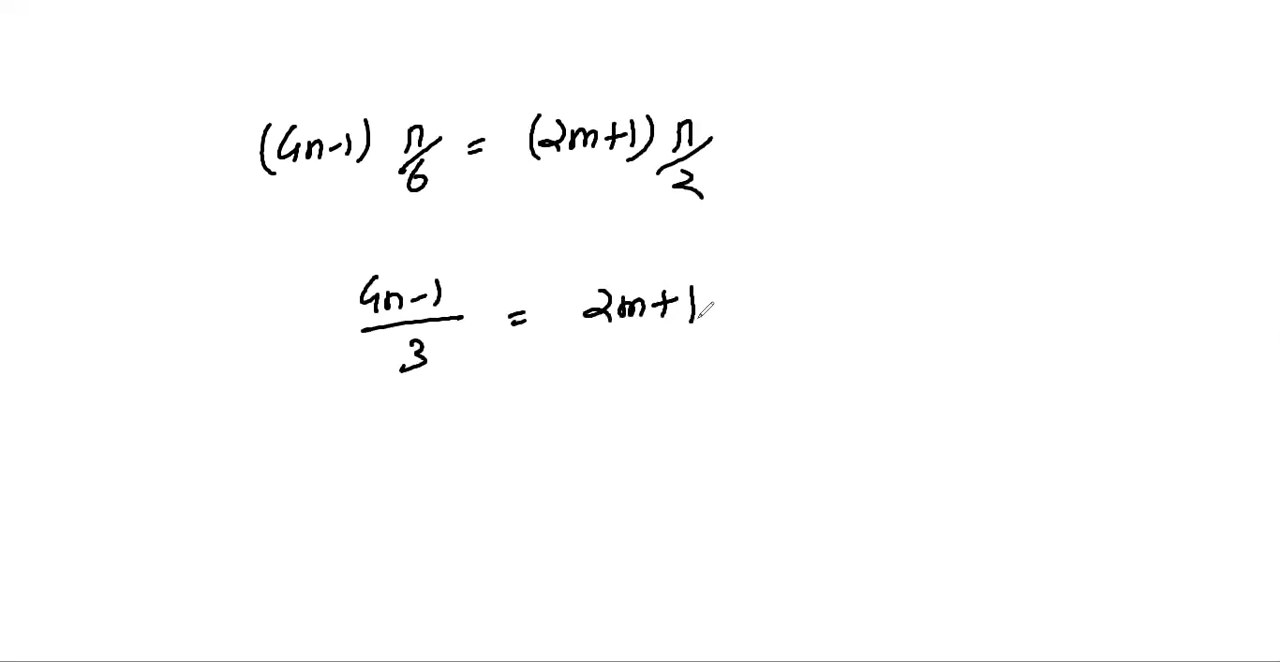 (4n-1) π/6 = (2m+1) π/2
(4n-1)/3 = 2m+1